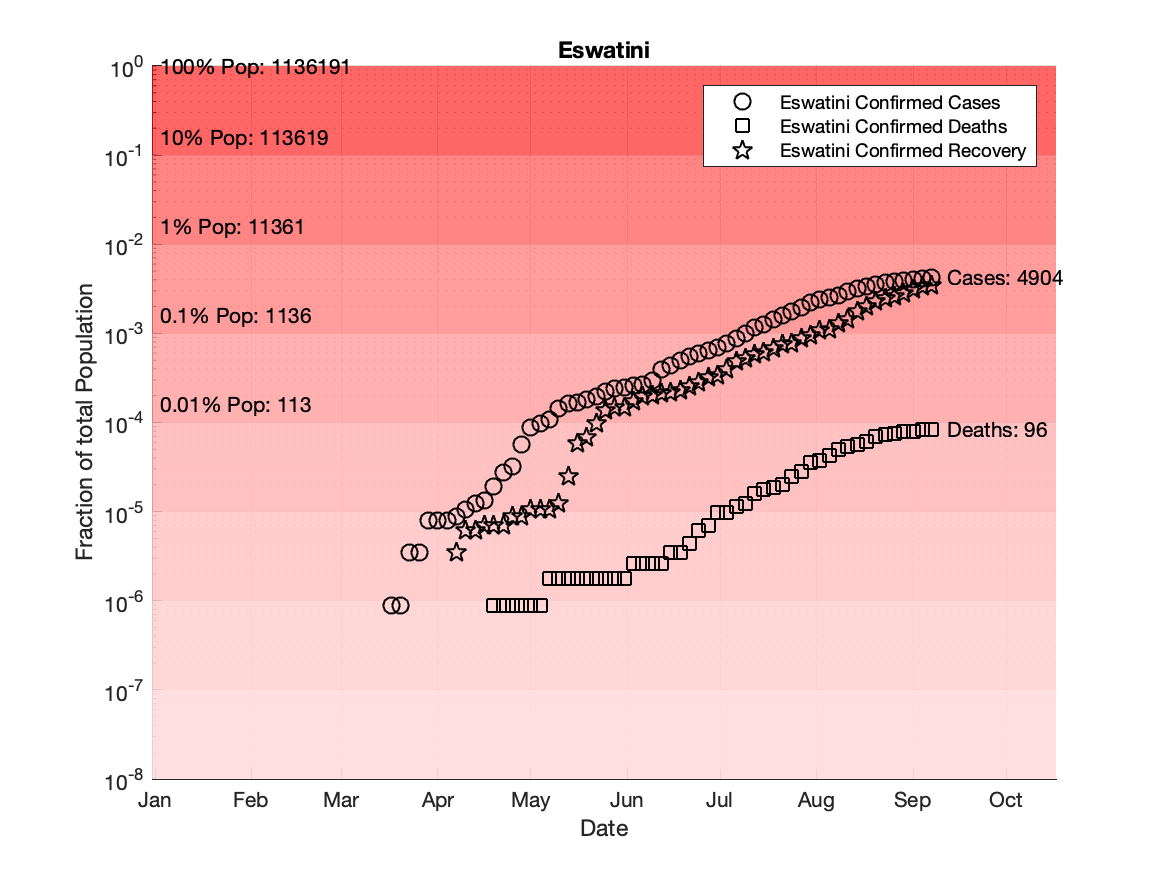 Eswatini
10^0
100% Pop: 1136191
Eswatini Confirmed Cases
Eswatini Confirmed Deaths
Eswatini Confirmed Recovery
10% Pop: 113619
10^-1
1% Pop: 11361
10^-2
Cases: 4904
0.1% Pop: 1136
10^-3
0.01% Pop: 113
10^-4
Deaths: 96
10^-5
10^-6
10^-7
10^-8
Fraction of total Population
Jan Feb Mar Apr May Jun Jul Aug Sep Oct
Date